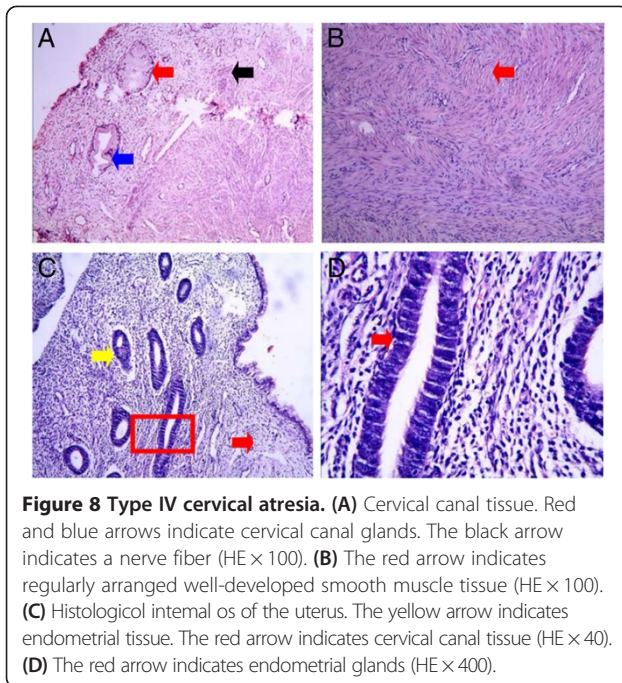 A
B
C
D
Figure 8 Type IV cervical atresia. (A) Cervical canal tissue. Red
and blue arrows indicate cervical canal glands. The black arrow
indicates a nerve fiber (HE × 100). (B) The red arrow indicates
regularly arranged well-developed smooth muscle tissue (HE × 100).
(C) Histologicol internal os of the uterus. The yellow arrow indicates
endometrial tissue. The red arrow indicates cervical canal tissue (HE × 40).
(D) The red arrow indicates endometrial glands (HE × 400).